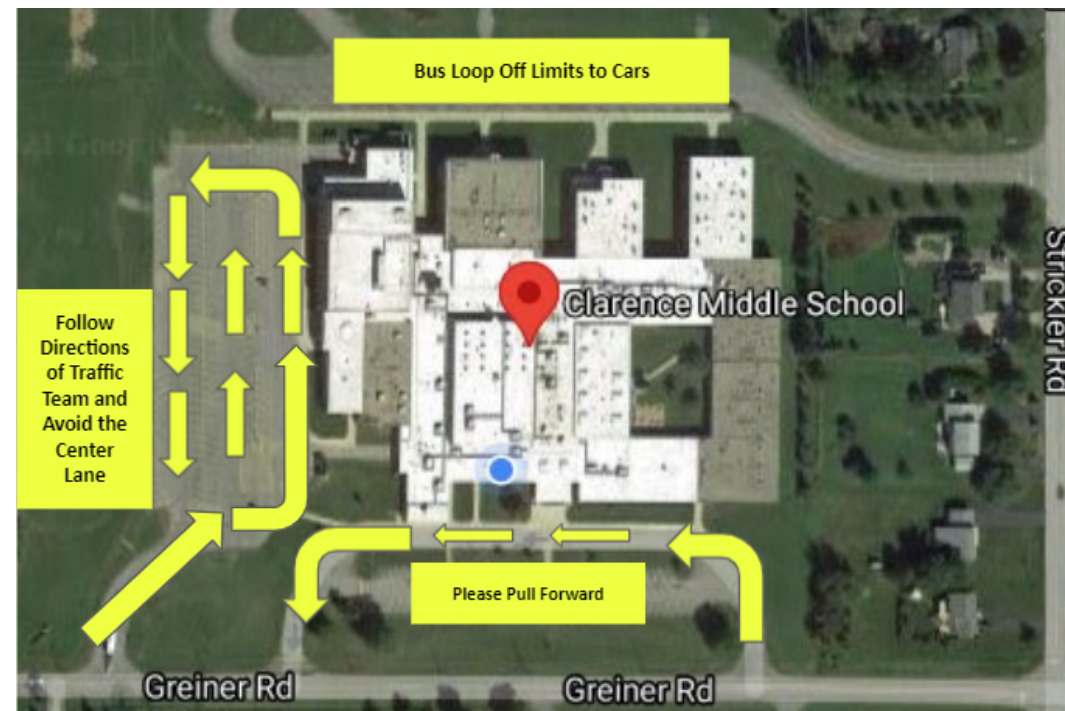 Bus Loop Off Limits to Cars
Clarence Middle School
Strickler Rd
Follow
Directions
of Traffic
Team and
Avoid the
Center
Lane
Please Pull Forward
Greiner Rd
Greiner Rd